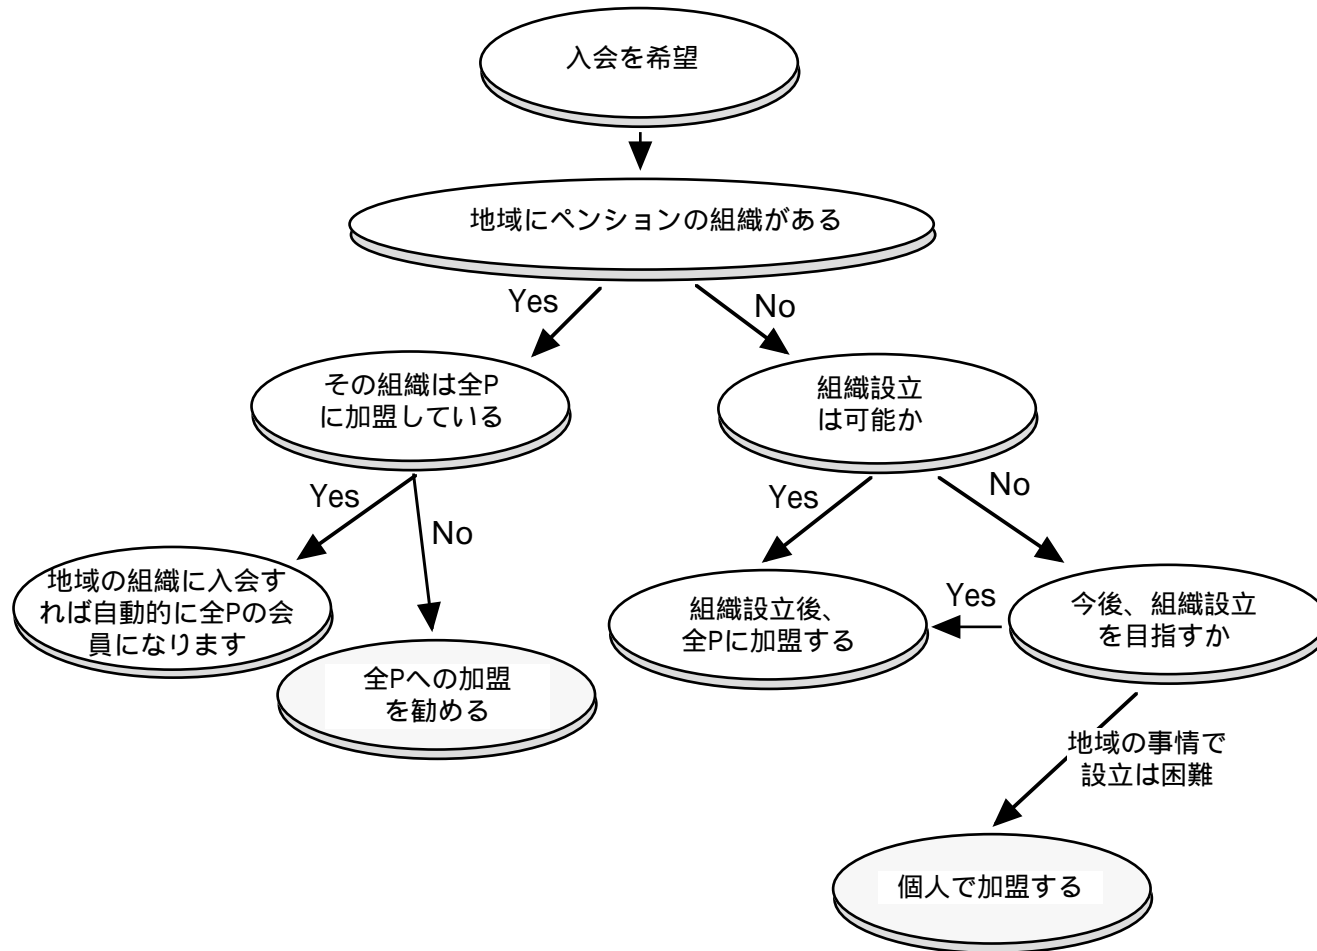 入会を希望
地域にペンションの組織がある
Yes
No
その組織は全P
に加盟している
組織設立
は可能か
Yes
No
Yes
No
地域の組織に入会す
れば自動的に全Pの会
員になります
全Pへの加盟
を勧める
組織設立後、
全Pに加盟する
Yes
今後、組織設立
を目指すか
地域の事情で
設立は困難
個人で加盟する